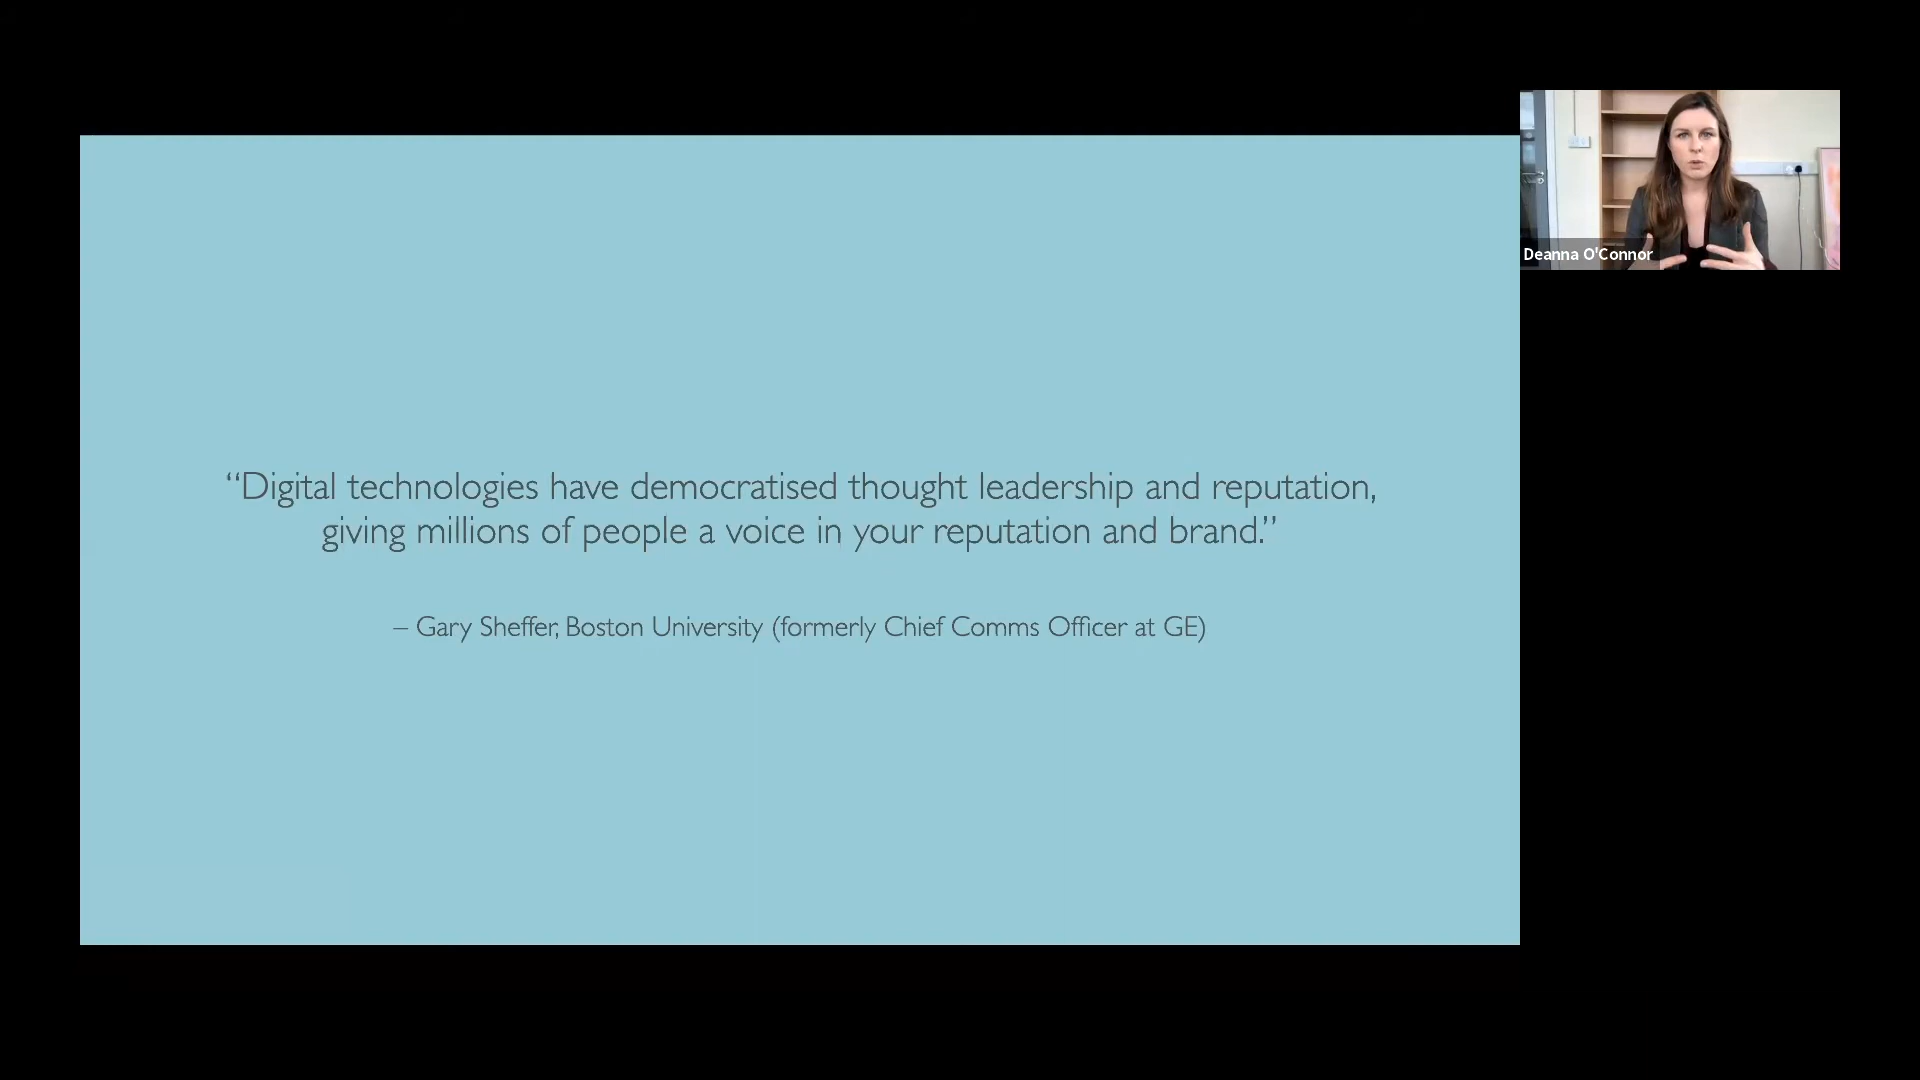 “Digital technologies have democratised thought leadership and reputation,
giving millions of people a voice in your reputation and brand.”
– Gary Sheffer, Boston University (formerly Chief Comms Officer at GE)
Deanna O'Connor